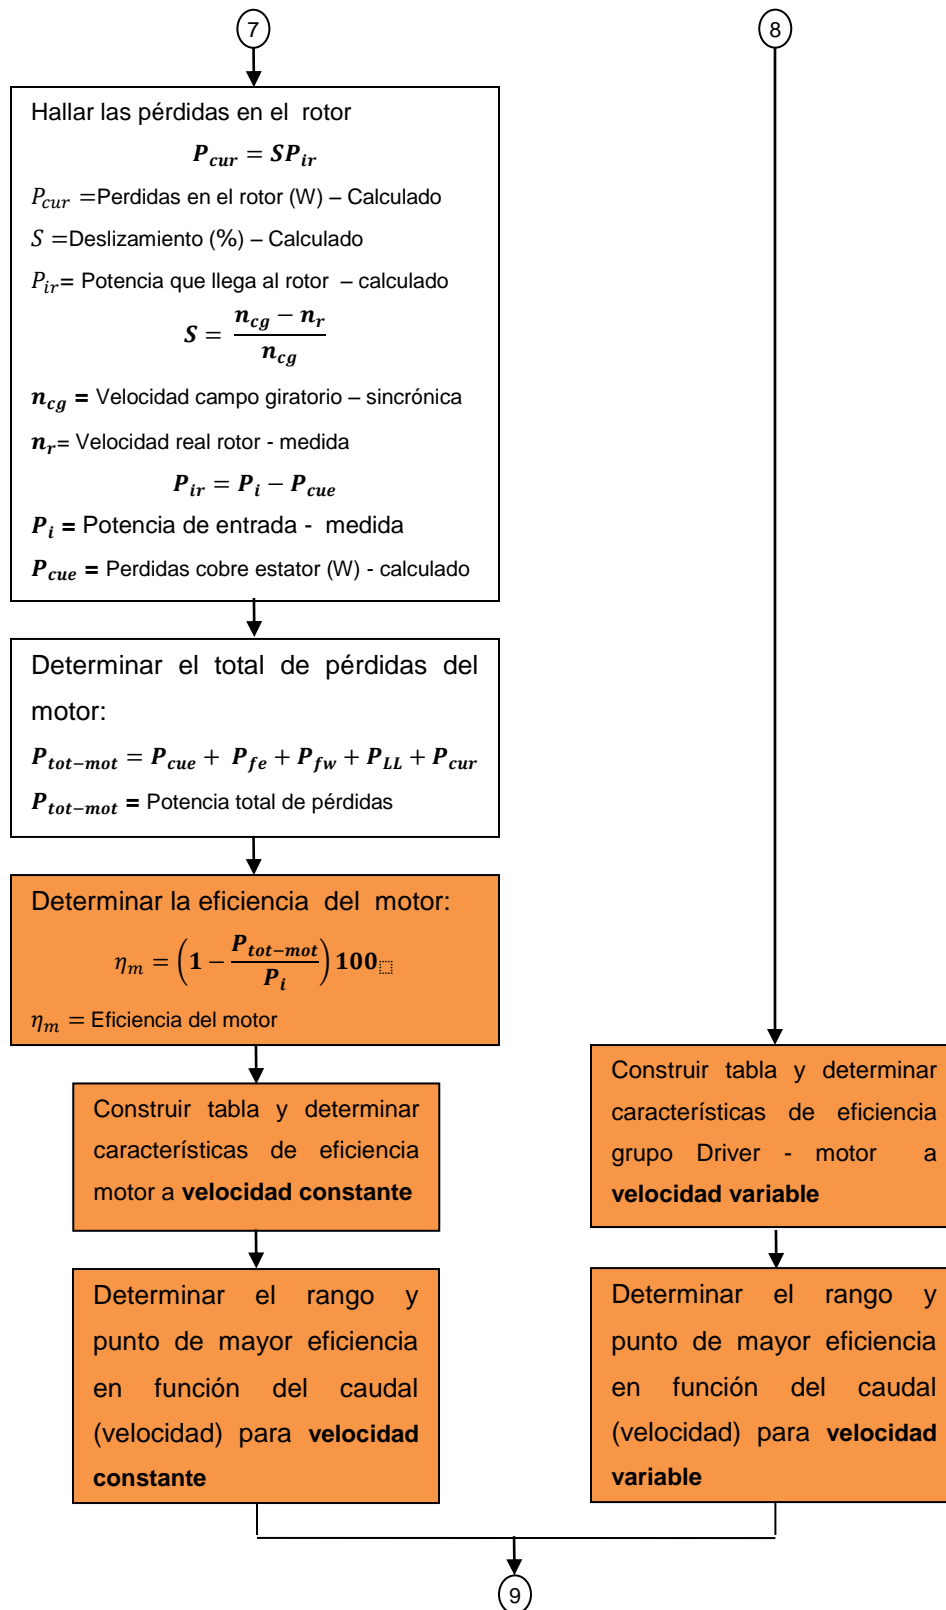 7
8
Hallar las pérdidas en el rotor
P_cur = SP_ir
P_cur =Perdidas en el rotor (W) – Calculado
S =Deslizamiento (%) – Calculado
P_ir= Potencia que llega al rotor – calculado
S = (n_cg − n_r) / n_cg
n_cg = Velocidad campo giratorio – sincrónica
n_r= Velocidad real rotor - medida
P_ir = P_i − P_cue
P_i = Potencia de entrada - medida
P_cue = Perdidas cobre estator (W) - calculado
Determinar el total de pérdidas del
motor:
P_tot−mot = P_cue + P_fe + P_fw + P_LL + P_cur
P_tot−mot = Potencia total de pérdidas
Determinar la eficiencia del motor:
η_m = (1 − P_tot−mot / P_i) 100
η_m = Eficiencia del motor
Construir tabla y determinar
características de eficiencia
motor a velocidad constante
Construir tabla y determinar
características de eficiencia
grupo Driver - motor a
velocidad variable
Determinar el rango y
punto de mayor eficiencia
en función del caudal
(velocidad) para velocidad
constante
Determinar el rango y
punto de mayor eficiencia
en función del caudal
(velocidad) para velocidad
variable
9